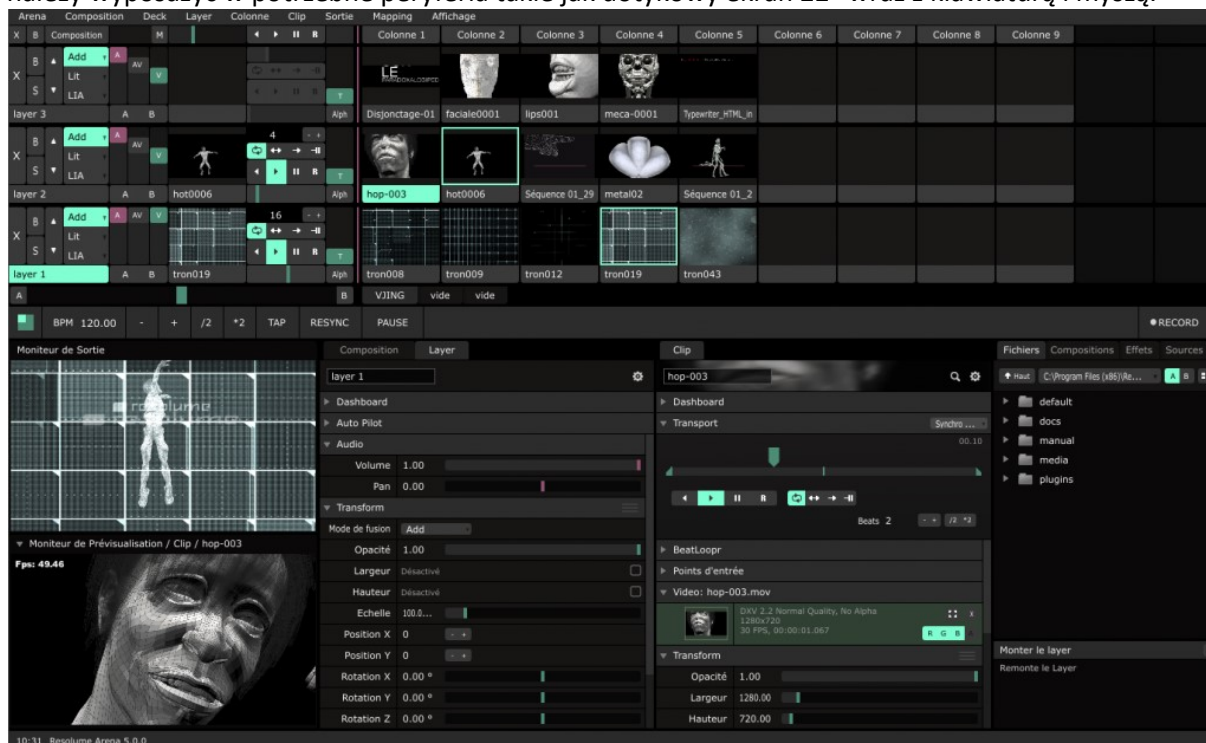 należy wyposażyć w potrzebne peryferia takie jak dotykowy ekran 22" wraz z klawiaturą i myszą.
Arena Composition Deck Layer Colonne Clip Sortie Mapping Affichage
X B Composition M R Colonne 1 Colonne 2 Colonne 3 Colonne 4 Colonne 5 Colonne 6 Colonne 7 Colonne 8 Colonne 9
B Add A AV
X Lit V
S LIA T
layer 3 A B Alph Disjonctage-01 faciale0001 lips001 meca-0001 Typewriter_HTML_in
B Add A AV 4 - +
X Lit V
S LIA R T
layer 2 A B hot0006 Alph hop-003 hot0006 Séquence 01_29 metal02 Séquence 01_2
B Add A AV V 16 - +
X Lit
S LIA R T
layer 1 A B tron019 Alph tron008 tron009 tron012 tron019 tron043
A B VJING vide vide
BPM 120.00 - + /2 *2 TAP RESYNC PAUSE RECORD
Moniteur de Sortie Composition Layer Clip Fichiers Compositions Effets Sources
layer 1 hop-003 Haut C:\Program Files (x86)\Re... A B
Dashboard Dashboard default
Auto Pilot Transport Synchro ... docs
Audio 00.10 manual
Volume 1.00 media
Pan 0.00 plugins
Transform R
Mode de fusion Add Beats 2 - + /2 *2
Moniteur de Prévisualisation / Clip / hop-003 Opacité 1.00 BeatLoopr
Fps: 49.46 Largeur Désactivé Points d'entrée
Hauteur Désactivé Video: hop-003.mov
Echelle 100.0... DXV 2.2 Normal Quality, No Alpha X
1280x720
Position X 0 - + 30 FPS, 00:00:01.067 R G B A
Position Y 0 - + Transform Monter le layer
Rotation X 0.00 ° Opacité 1.00 Remonte le Layer
Rotation Y 0.00 ° Largeur 1280.00
Rotation Z 0.00 ° Hauteur 720.00
10:31 Resolume Arena 5.0.0